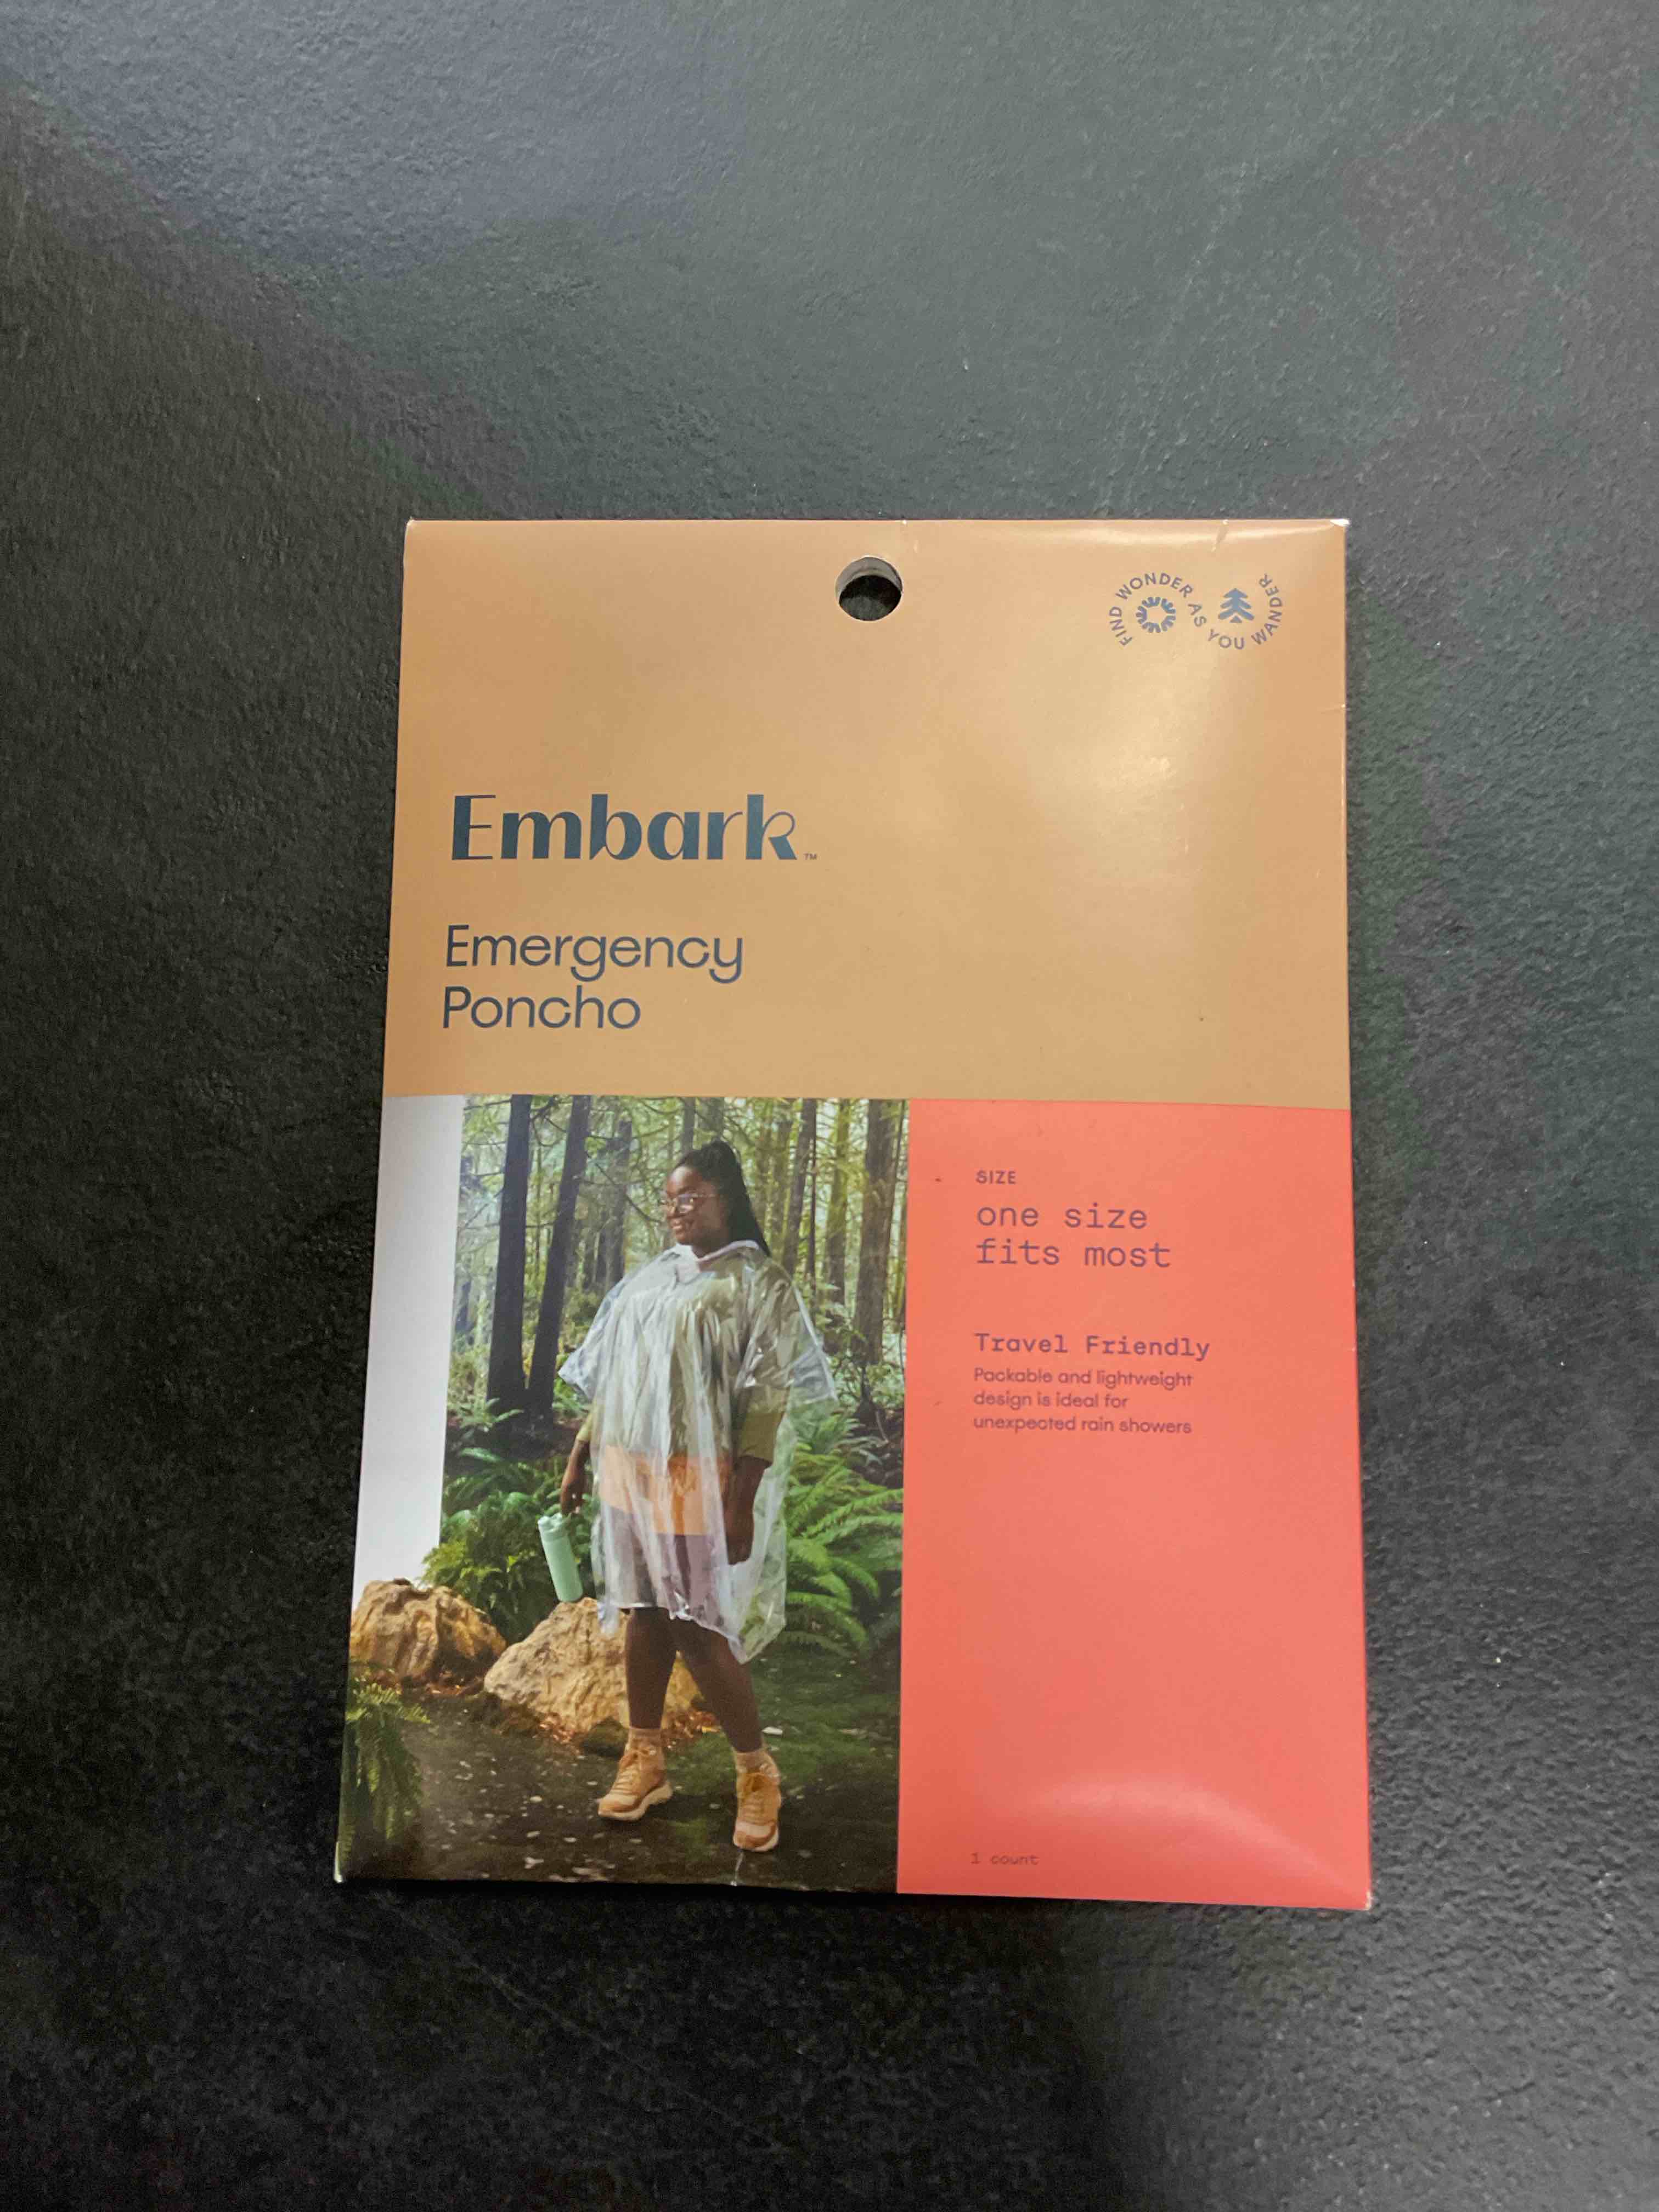 FIND WONDER AS YOU WANDER
Embark™
Emergency
Poncho
SIZE
one size
fits most
Travel Friendly
Packable and lightweight
design is ideal for
unexpected rain showers
1 count